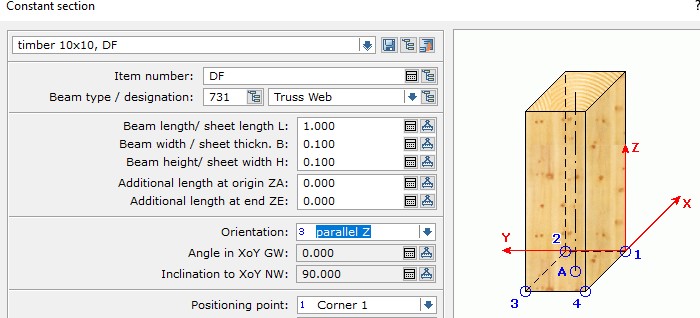 Constant section ?
timber 10x10, DF
Item number: DF
Beam type / designation: 731 Truss Web
Beam length/ sheet length L: 1.000
Beam width / sheet thickn. B: 0.100
Beam height/ sheet width H: 0.100
Additional length at origin ZA: 0.000
Additional length at end ZE: 0.000
Orientation: 3 parallel Z
Angle in XoY GW: 0.000
Inclination to XoY NW: 90.000
Positioning point: 1 Corner 1
Z
X
Y
2
1
A
3
4